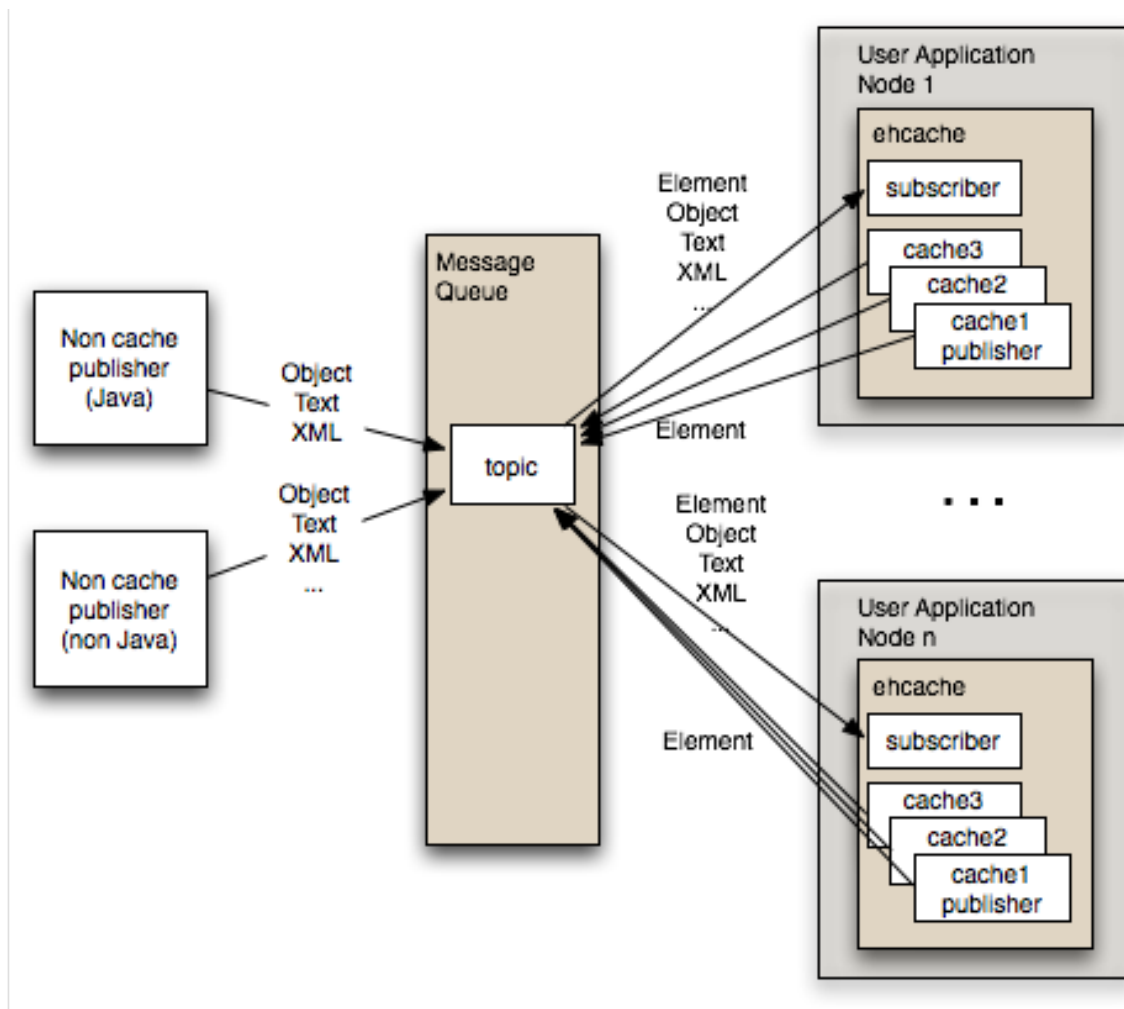 Non cache
publisher
(Java)
Non cache
publisher
(non Java)
Object
Text
XML
Object
Text
XML
...
Message
Queue
topic
Element
Object
Text
XML
...
Element
Element
Object
Text
XML
...
Element
User Application
Node 1
ehcache
subscriber
cache3
cache2
cache1
publisher
...
User Application
Node n
ehcache
subscriber
cache3
cache2
cache1
publisher